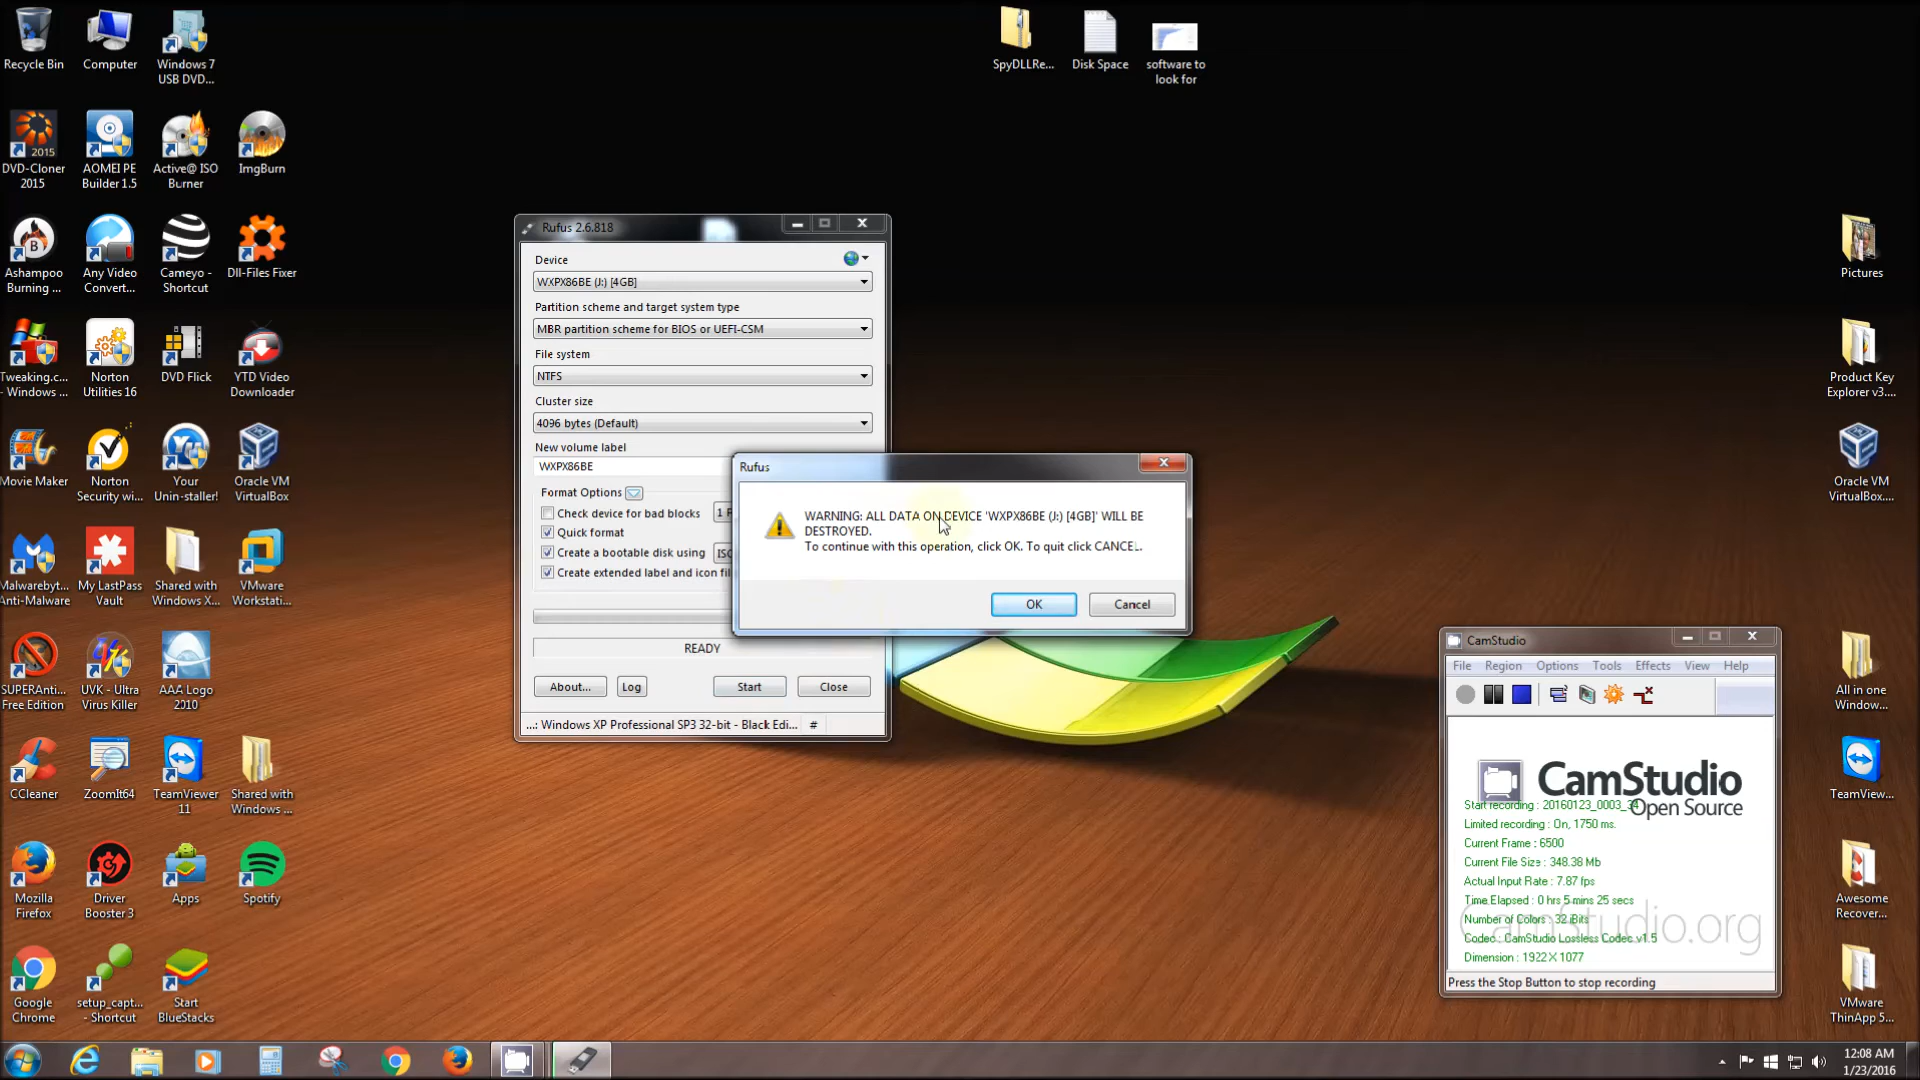 Recycle Bin
Computer
Windows 7
USB DVD...
SpyDLLRe...
Disk Space
software to
look for
2015
DVD-Cloner
2015
AOMEI PE
Builder 1.5
Active@ ISO
Burner
ImgBurn
Ashampoo
Burning ...
Any Video
Convert...
Cameyo -
Shortcut
Dll-Files Fixer
Pictures
Tweaking.c...
- Windows ...
Norton
Utilities 16
DVD Flick
YTD Video
Downloader
Product Key
Explorer v3....
Movie Maker
Norton
Security wi...
Your
Unin-staller!
Oracle VM
VirtualBox
Oracle VM
VirtualBox....
Malwarebyt...
Anti-Malware
My LastPass
Vault
Shared with
Windows X...
VMware
Workstati...
SUPERAnti...
Free Edition
UVK - Ultra
Virus Killer
AAA Logo
2010
All in one
Window...
CCleaner
ZoomIt64
TeamViewer
11
Shared with
Windows ...
TeamView...
Mozilla
Firefox
Driver
Booster 3
Apps
Spotify
Awesome
Recover...
Google
Chrome
setup_capt...
- Shortcut
Start
BlueStacks
VMware
ThinApp 5...
Rufus 2.6.818
Device
WXPX86BE (J:) [4GB]
Partition scheme and target system type
MBR partition scheme for BIOS or UEFI-CSM
File system
NTFS
Cluster size
4096 bytes (Default)
New volume label
WXPX86BE
Format Options
Check device for bad blocks
Quick format
Create a bootable disk using
Create extended label and icon fil
READY
About... Log Start Close
...: Windows XP Professional SP3 32-bit - Black Edi... #
Rufus
WARNING: ALL DATA ON DEVICE 'WXPX86BE (J:) [4GB]' WILL BE
DESTROYED.
To continue with this operation, click OK. To quit click CANCEL.
OK Cancel
CamStudio
File Region Options Tools Effects View Help
CamStudio
Open Source
Start recording : 20160123_0003_34
Limited recording : On, 1750 ms.
Current Frame : 6500
Current File Size : 348.38 Mb
Actual Input Rate : 7.87 fps
Time Elapsed : 0 hrs 5 mins 25 secs
Number of Colors : 32 Bits
CamStudio.org
Codec : CamStudio Lossless Codec v1.5
Dimension : 1922 X 1077
Press the Stop Button to stop recording
12:08 AM
1/23/2016